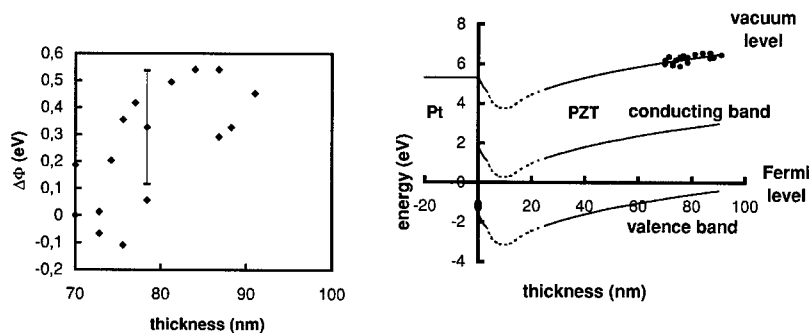 0,6
0,5
0,4
0,3
0,2
0,1
0
-0,1
-0,2
ΔΦ (eV)
70 80 90 100
thickness (nm)
8
6
4
2
0
-2
-4
energy (eV)
vacuum
level
Pt
PZT
conducting band
Fermi
level
-20 0 20 40 60 80 100
valence band
thickness (nm)